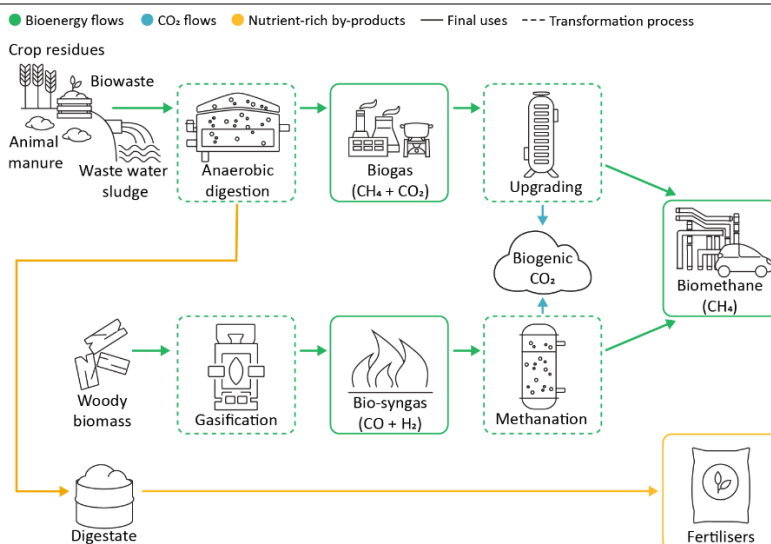 Bioenergy flows CO₂ flows Nutrient-rich by-products Final uses Transformation process
Crop residues
Biowaste
Animal
manure
Waste water
sludge
Anaerobic
digestion
Biogas
(CH₄ + CO₂)
Upgrading
Biogenic
CO₂
Biomethane
(CH₄)
Woody
biomass
Gasification
Bio-syngas
(CO + H₂)
Methanation
Digestate
Fertilisers